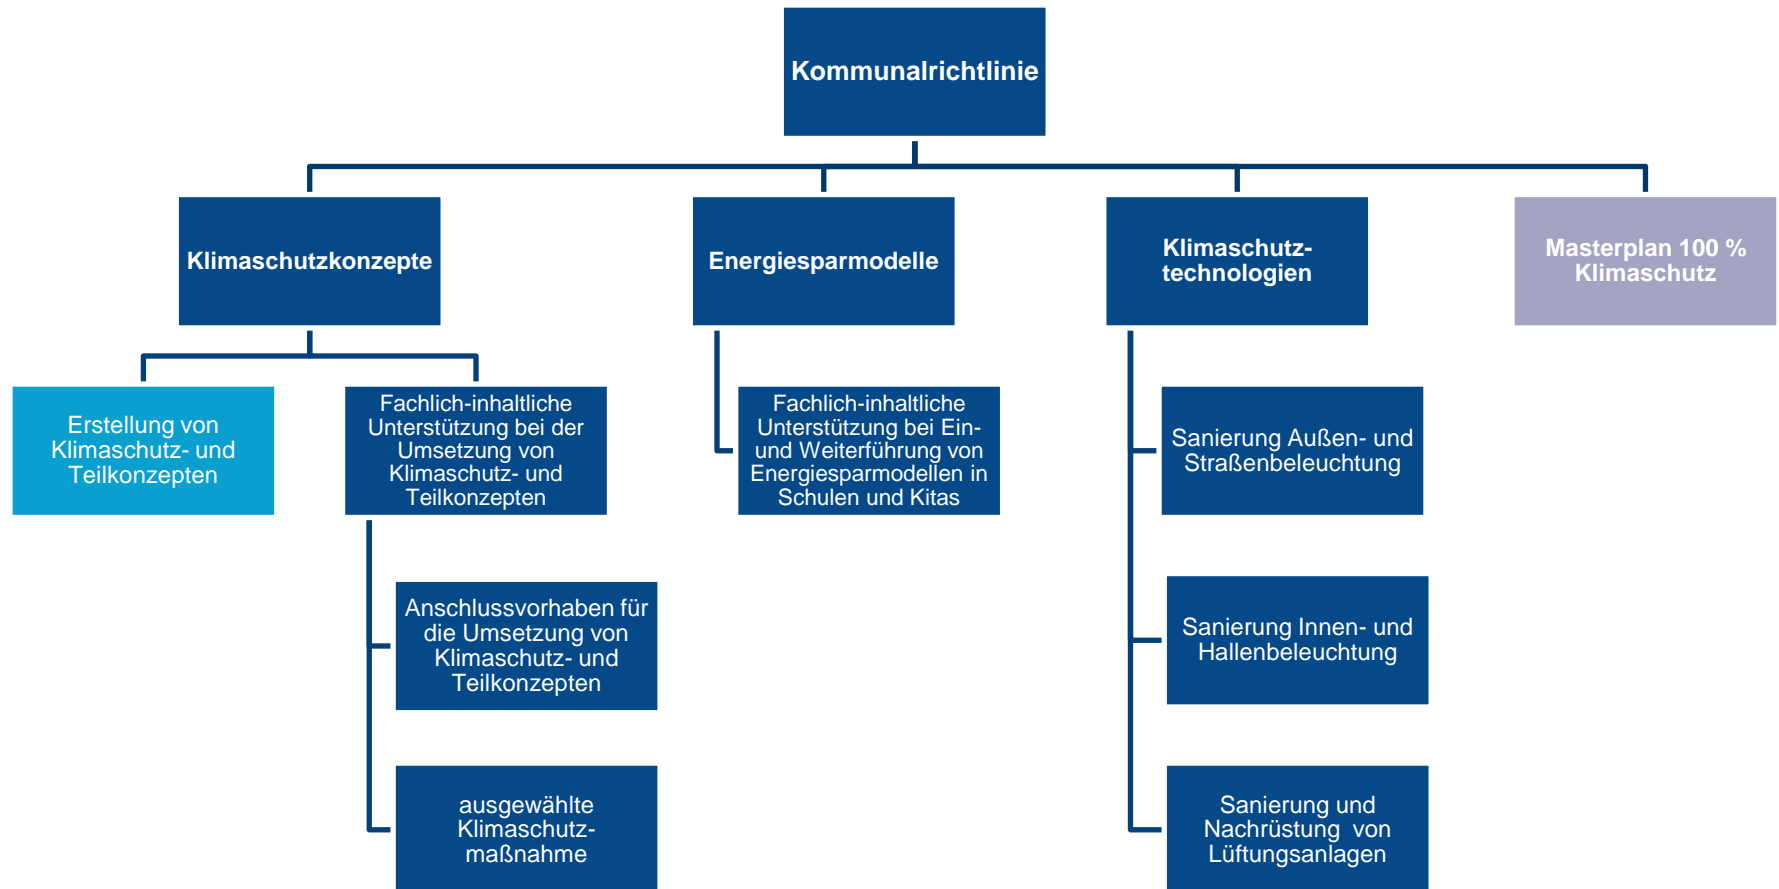 Kommunalrichtlinie
Klimaschutzkonzepte
Energiesparmodelle
Klimaschutz-
technologien
Masterplan 100 %
Klimaschutz
Erstellung von
Klimaschutz- und
Teilkonzepten
Fachlich-inhaltliche
Unterstützung bei der
Umsetzung von
Klimaschutz- und
Teilkonzepten
Fachlich-inhaltliche
Unterstützung bei Ein-
und Weiterführung von
Energiesparmodellen in
Schulen und Kitas
Sanierung Außen- und
Straßenbeleuchtung
Anschlussvorhaben für
die Umsetzung von
Klimaschutz- und
Teilkonzepten
Sanierung Innen- und
Hallenbeleuchtung
ausgewählte
Klimaschutz-
maßnahme
Sanierung und
Nachrüstung  von
Lüftungsanlagen